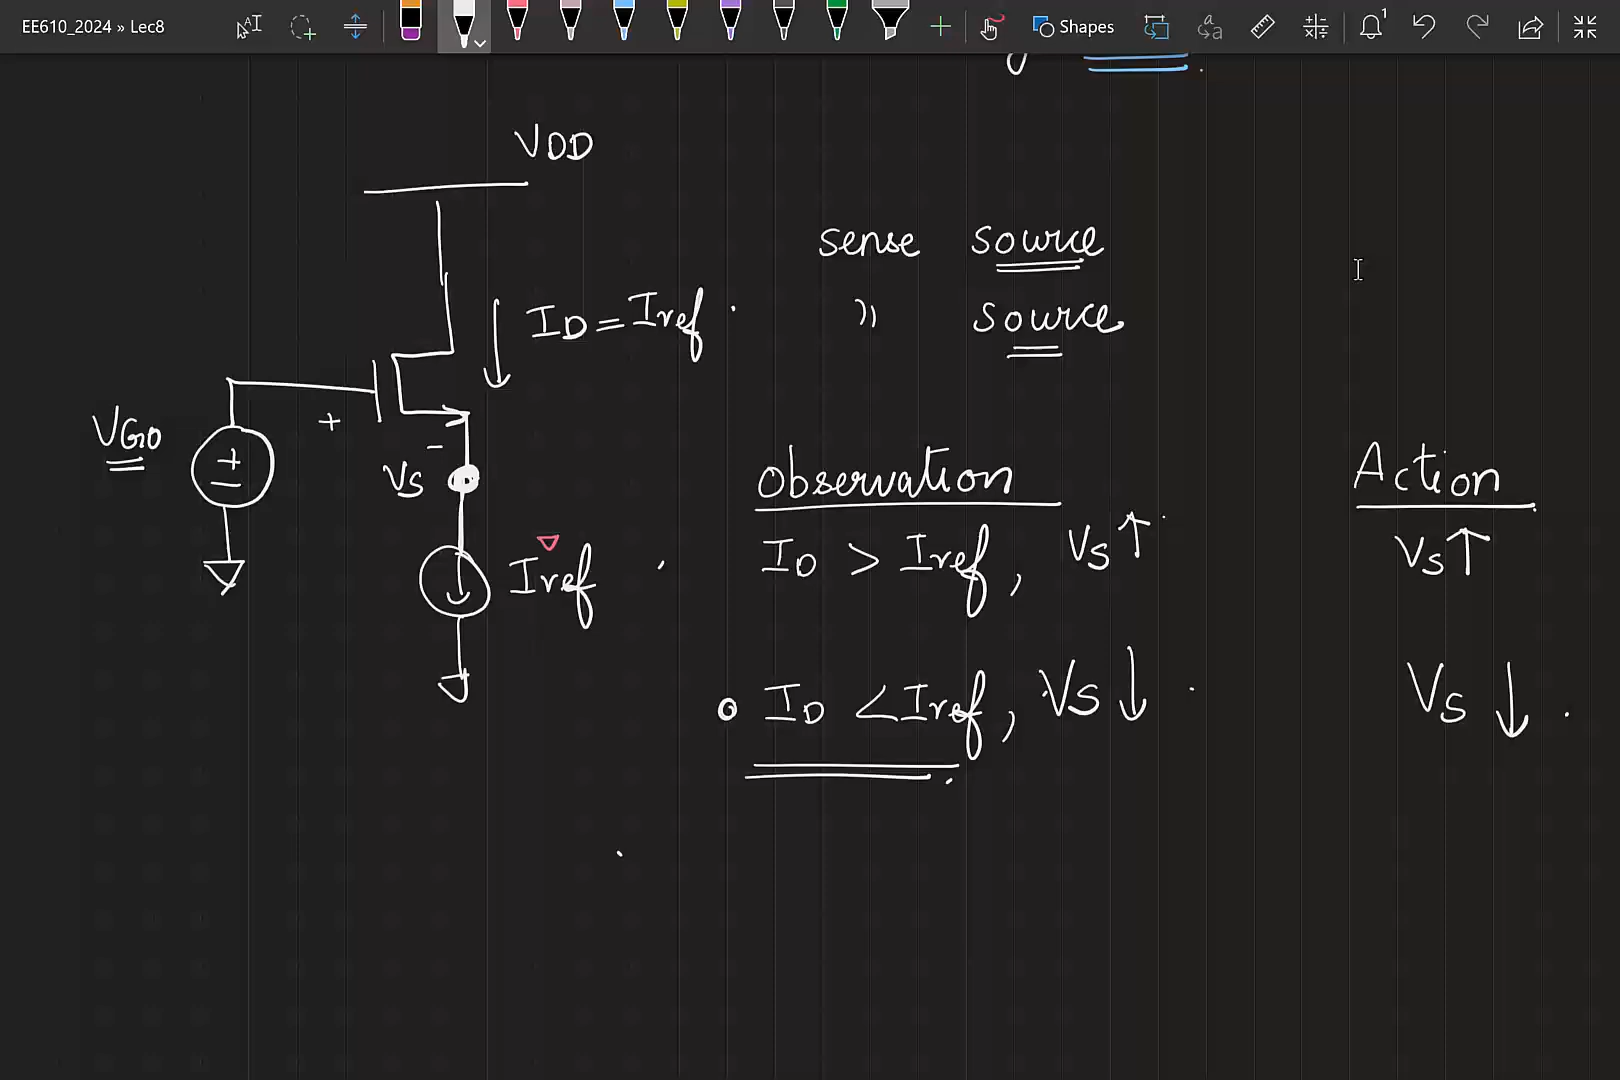 EE610_2024 » Lec8
Shapes
VDD
sense source
ID = Iref
" source
VG0
+
-
+
-
VS
Observation
Action
Iref
ID > Iref, VS↑
VS↑
ID < Iref, VS↓
VS↓